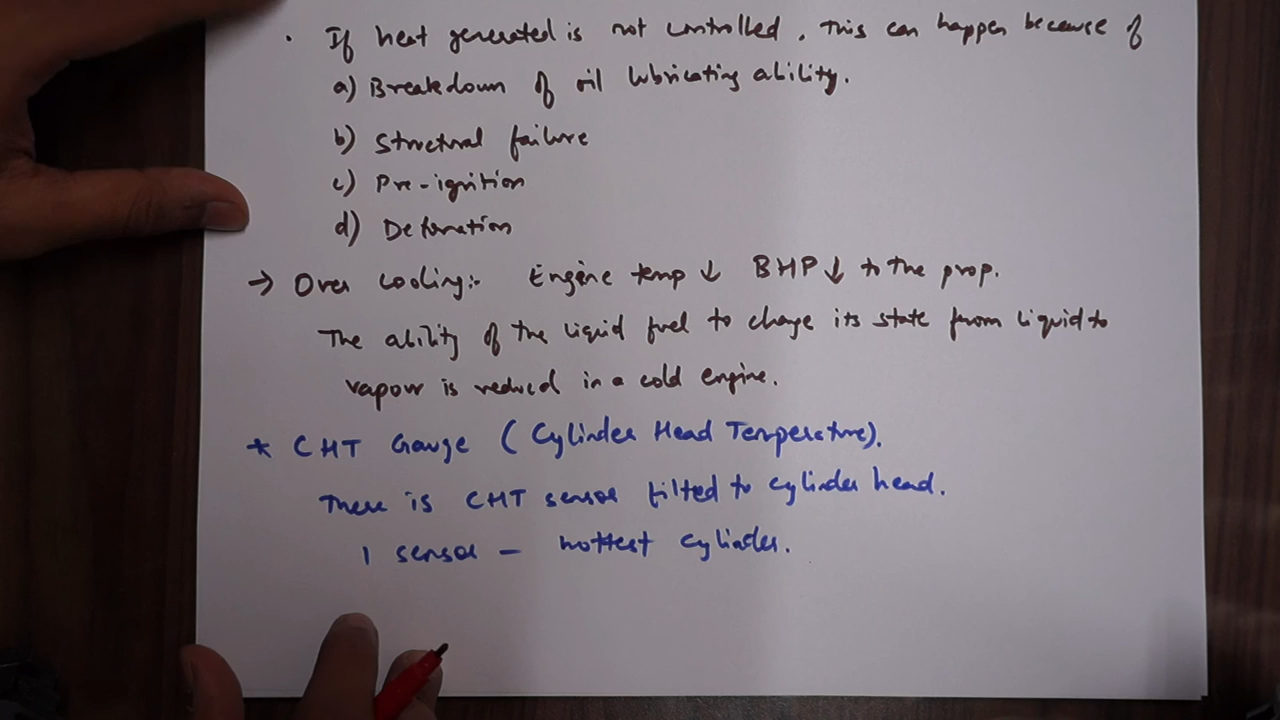 · If heat generated is not controlled. This can happen because of
a) Breakdown of oil lubricating ability.
b) Structural failure
c) Pre-ignition
d) Detonation
→ Over cooling:- Engine temp ↓ BHP ↓ to the prop.
The ability of the liquid fuel to change its state from liquid to
vapour is reduced in a cold engine.
* CHT Gauge (Cylinder Head Temperature).
There is CHT sensor fitted to cylinder head.
1 sensor – hottest cylinder.